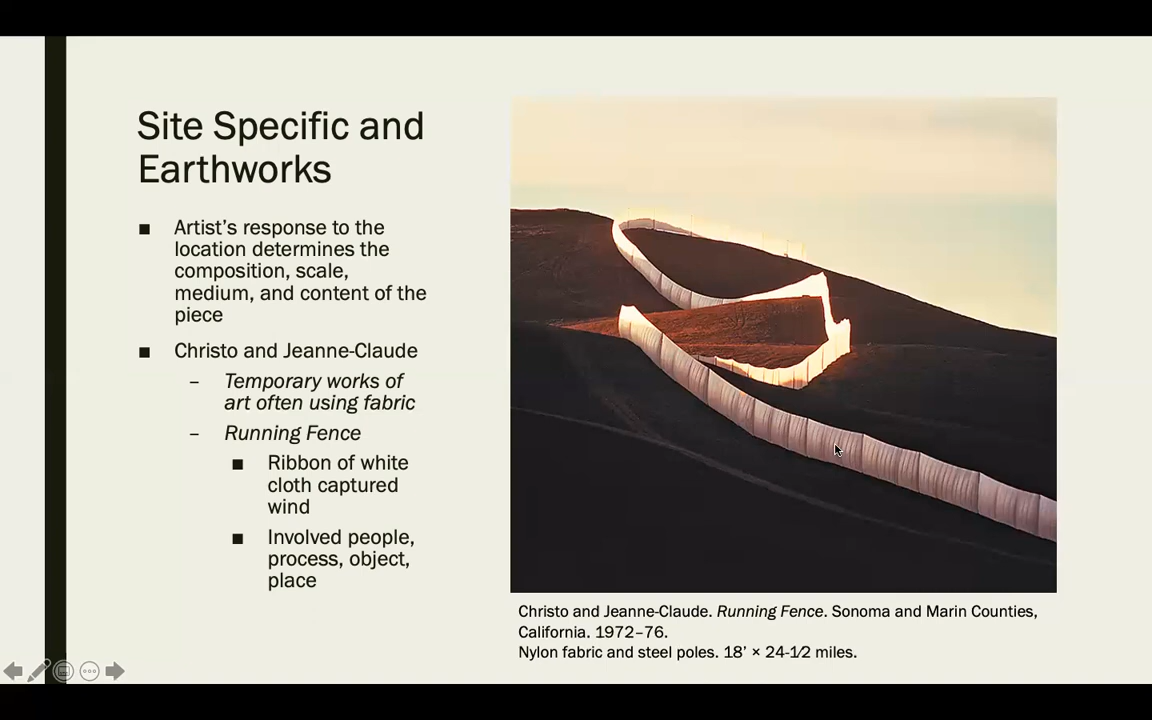 Site Specific and
Earthworks
■ Artist’s response to the
location determines the
composition, scale,
medium, and content of the
piece
■ Christo and Jeanne-Claude
– Temporary works of
art often using fabric
– Running Fence
■ Ribbon of white
cloth captured
wind
■ Involved people,
process, object,
place
Christo and Jeanne-Claude. Running Fence. Sonoma and Marin Counties,
California. 1972–76.
Nylon fabric and steel poles. 18’ × 24-1/2 miles.